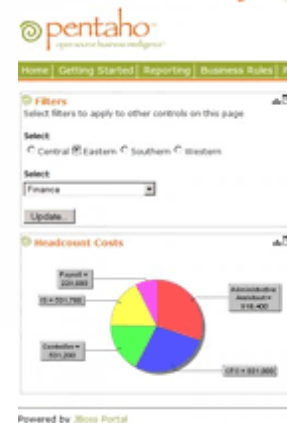 pentaho
open source business intelligence
Home Getting Started Reporting Business Rules
Filters
Select filters to apply to other controls on this page
Select
Central Eastern Southern Western
Select
Finance
Update...
Headcount Costs
Payroll =
Administrative
Assistant =
Controller =
Powered by JBoss Portal